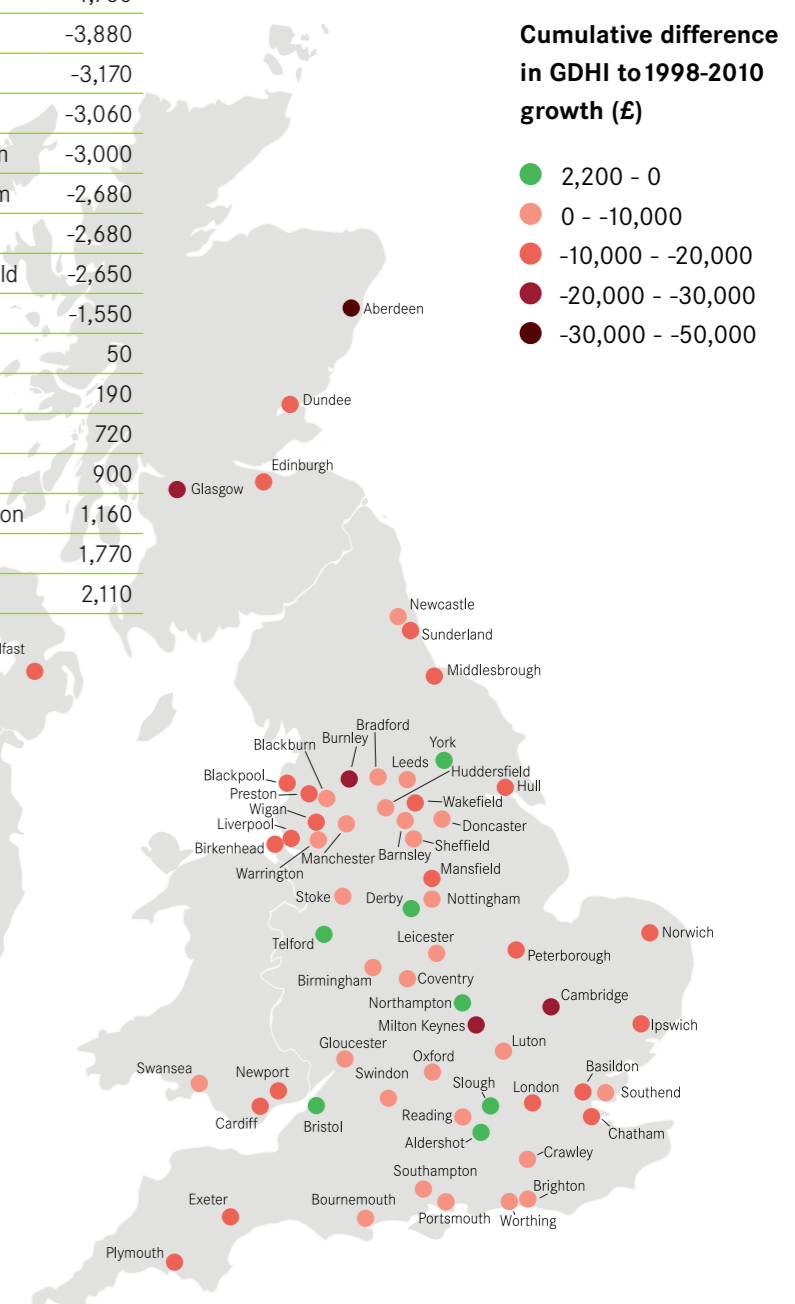 -3,880
-3,170
-3,060
-3,000
-2,680
-2,680
ld -2,650
-1,550
50
190
720
900
on 1,160
1,770
2,110
Cumulative difference
in GDHI to 1998-2010
growth (£)
2,200 - 0
0 - -10,000
-10,000 - -20,000
-20,000 - -30,000
-30,000 - -50,000
Aberdeen
Dundee
Edinburgh
Glasgow
Newcastle
Sunderland
lfast
Middlesbrough
Bradford
Burnley
Blackburn
York
Leeds
Huddersfield
Blackpool
Hull
Preston
Wakefield
Wigan
Liverpool
Doncaster
Birkenhead
Sheffield
Manchester
Barnsley
Warrington
Mansfield
Stoke
Derby
Nottingham
Telford
Leicester
Norwich
Peterborough
Birmingham
Coventry
Northampton
Cambridge
Milton Keynes
Ipswich
Gloucester
Luton
Oxford
Swansea
Newport
Swindon
Slough
London
Basildon
Southend
Cardiff
Bristol
Reading
Chatham
Aldershot
Crawley
Southampton
Exeter
Bournemouth
Brighton
Portsmouth
Worthing
Plymouth